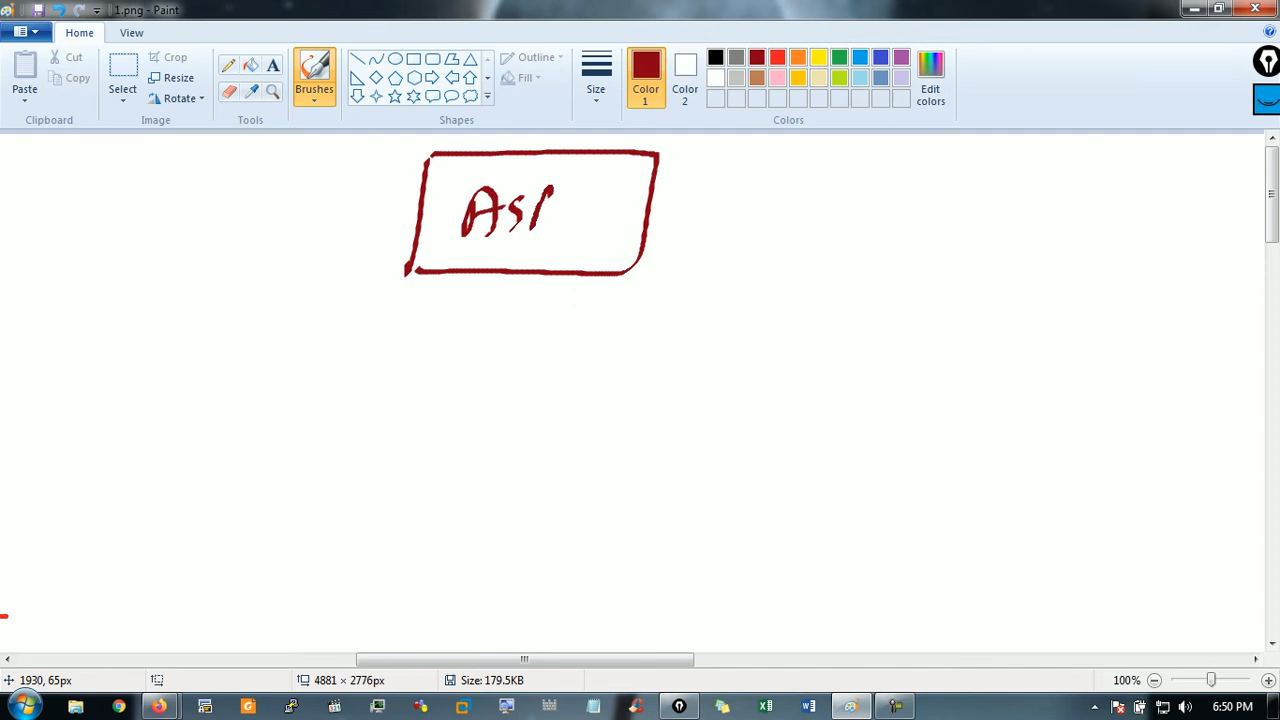 1.png - Paint
Home View
Paste Cut Copy
Select Crop Resize Rotate
Brushes
Outline Fill
Size
Color 1
Color 2
Edit colors
Clipboard Image Tools Shapes Colors
ASP
1930, 65px 4881 × 2776px Size: 179.5KB 100%
6:50 PM